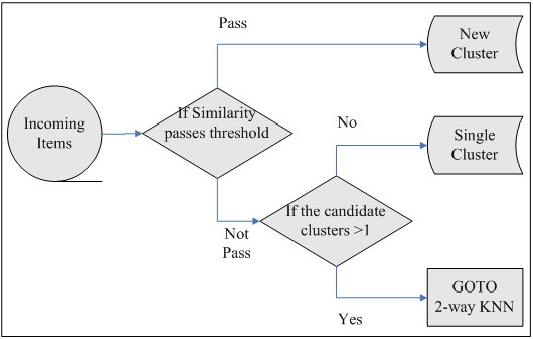 Pass
New
Cluster
Incoming
Items
If Similarity
passes threshold
No
Single
Cluster
Not
Pass
If the candidate
clusters >1
GOTO
2-way KNN
Yes